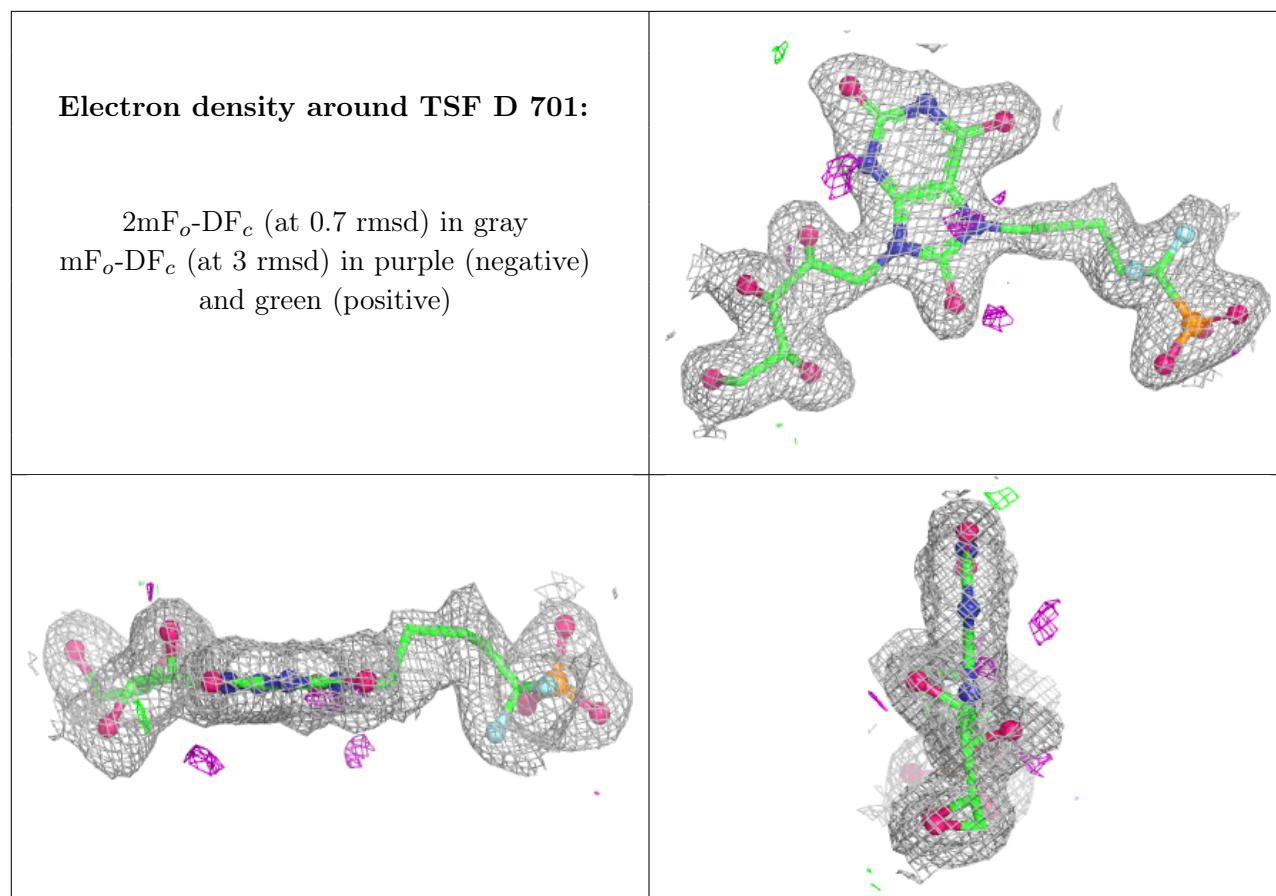 Electron density around TSF D 701:
2mFₒ-DF𝒸 (at 0.7 rmsd) in gray
mFₒ-DF𝒸 (at 3 rmsd) in purple (negative)
and green (positive)